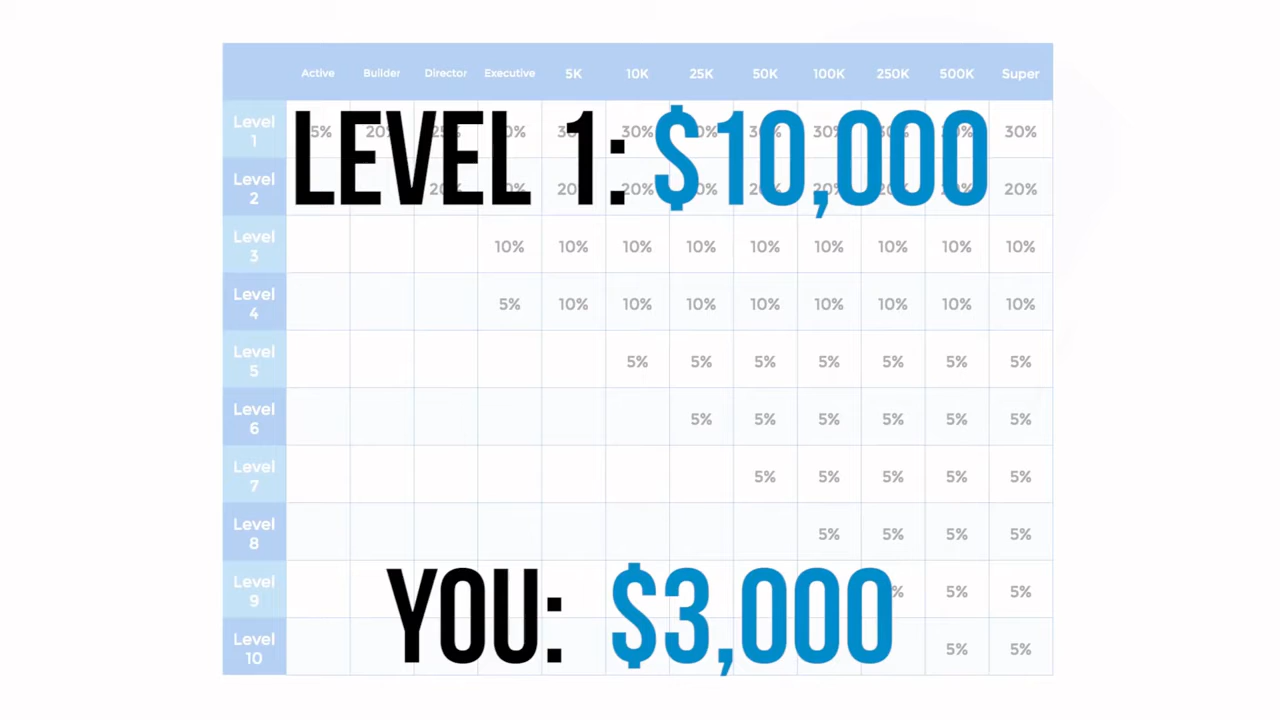 Active Builder Director Executive 5K 10K 25K 50K 100K 250K 500K Super
LEVEL 1: $10,000
Level 1 30%
Level 2 20%
Level 3 10% 10% 10% 10% 10% 10% 10% 10% 10%
Level 4 5% 10% 10% 10% 10% 10% 10% 10% 10%
Level 5 5% 5% 5% 5% 5% 5% 5%
Level 6 5% 5% 5% 5% 5% 5%
Level 7 5% 5% 5% 5% 5%
Level 8 5% 5% 5% 5%
YOU: $3,000
Level 9 5% 5%
Level 10 5% 5%